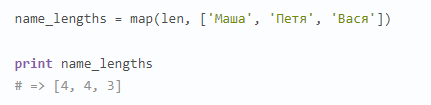 name_lengths = map(len, ['Маша', 'Петя', 'Вася'])
print name_lengths
# => [4, 4, 3]